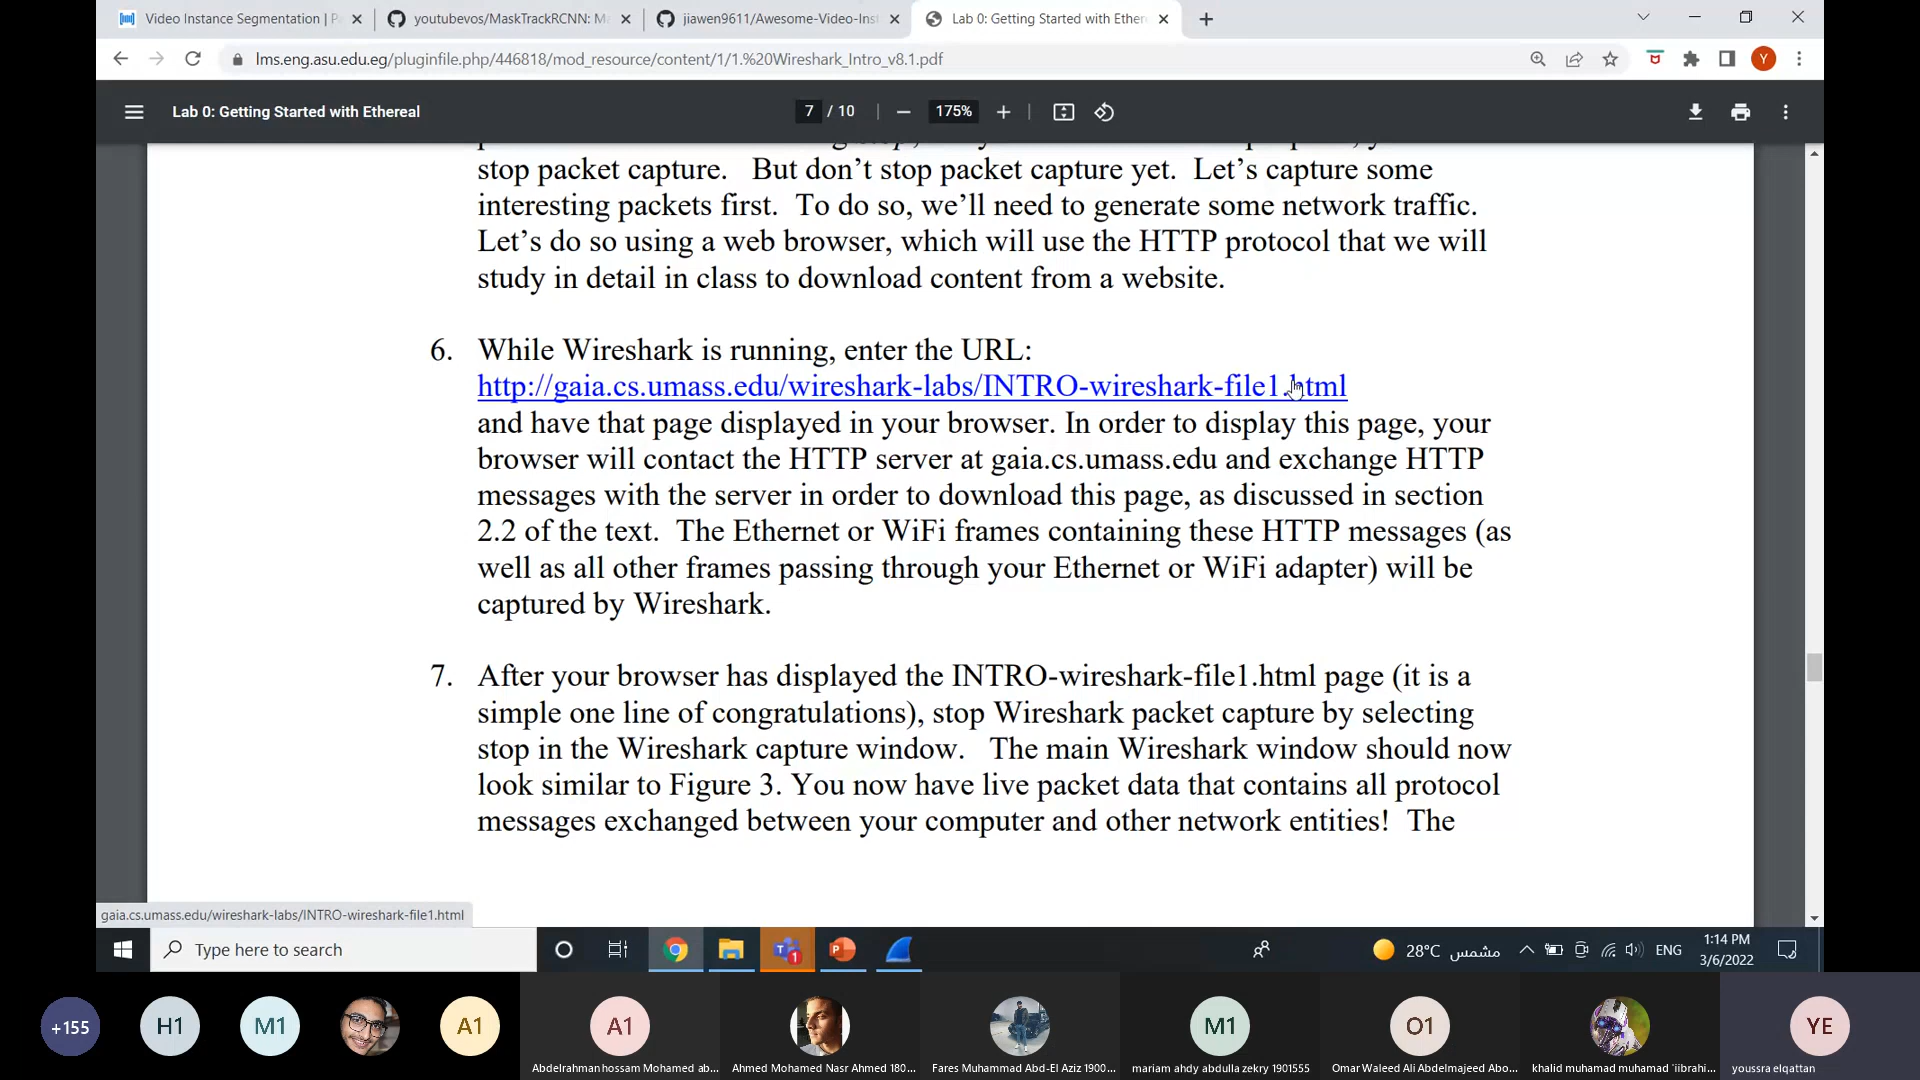 Video Instance Segmentation | P
youtubevos/MaskTrackRCNN: M
jiawen9611/Awesome-Video-Inst
Lab 0: Getting Started with Ether
lms.eng.asu.edu.eg/pluginfile.php/446818/mod_resource/content/1/1.%20Wireshark_Intro_v8.1.pdf
Y
Lab 0: Getting Started with Ethereal
7 / 10
175%
stop packet capture. But don’t stop packet capture yet. Let’s capture some
interesting packets first. To do so, we’ll need to generate some network traffic.
Let’s do so using a web browser, which will use the HTTP protocol that we will
study in detail in class to download content from a website.
6. While Wireshark is running, enter the URL:
http://gaia.cs.umass.edu/wireshark-labs/INTRO-wireshark-file1.html
and have that page displayed in your browser. In order to display this page, your
browser will contact the HTTP server at gaia.cs.umass.edu and exchange HTTP
messages with the server in order to download this page, as discussed in section
2.2 of the text. The Ethernet or WiFi frames containing these HTTP messages (as
well as all other frames passing through your Ethernet or WiFi adapter) will be
captured by Wireshark.
7. After your browser has displayed the INTRO-wireshark-file1.html page (it is a
simple one line of congratulations), stop Wireshark packet capture by selecting
stop in the Wireshark capture window. The main Wireshark window should now
look similar to Figure 3. You now have live packet data that contains all protocol
messages exchanged between your computer and other network entities! The
gaia.cs.umass.edu/wireshark-labs/INTRO-wireshark-file1.html
Type here to search
1
28°C مشمس
ENG
1:14 PM
3/6/2022
+155
H1
M1
A1
A1
M1
O1
YE
Abdelrahman hossam Mohamed ab...
Ahmed Mohamed Nasr Ahmed 180...
Fares Muhammad Abd-El Aziz 1900...
mariam ahdy abdulla zekry 1901555
Omar Waleed Ali Abdelmajeed Abo...
khalid muhamad muhamad `iibrahi...
youssra elqattan